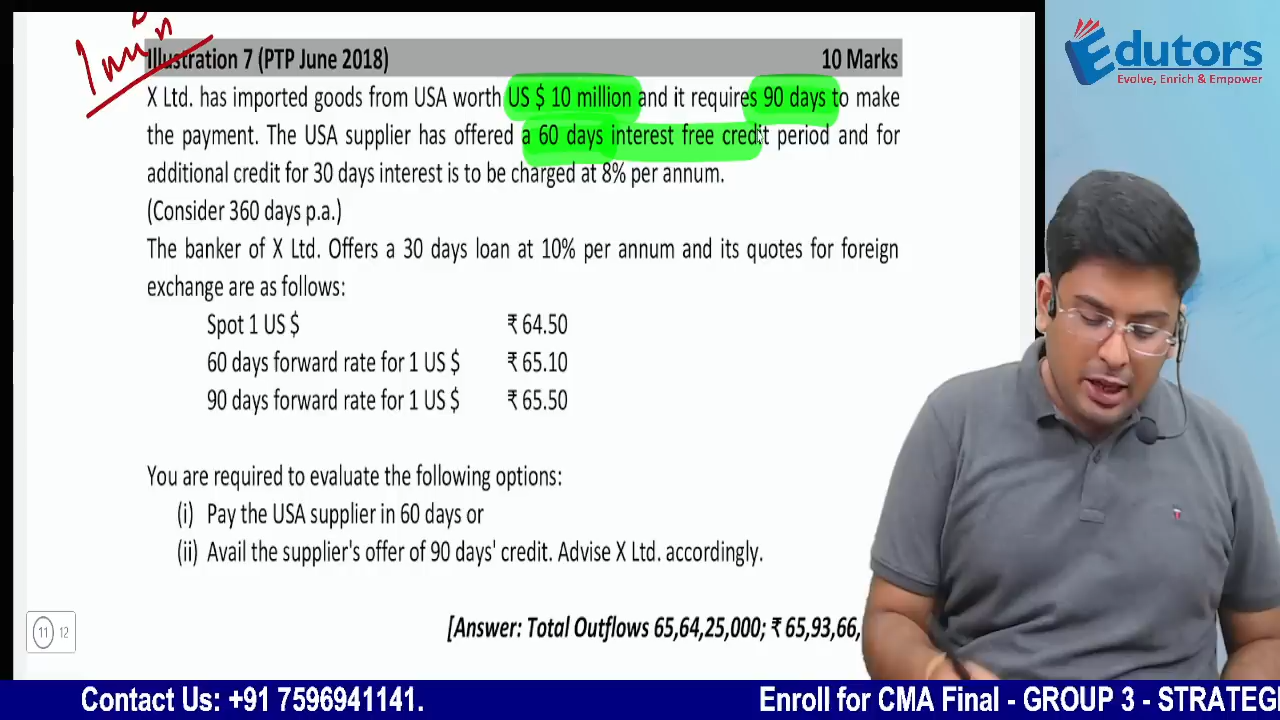 1 min
Illustration 7 (PTP June 2018) 10 Marks
X Ltd. has imported goods from USA worth US $ 10 million and it requires 90 days to make
the payment. The USA supplier has offered a 60 days interest free credit period and for
additional credit for 30 days interest is to be charged at 8% per annum.
(Consider 360 days p.a.)
The banker of X Ltd. Offers a 30 days loan at 10% per annum and its quotes for foreign
exchange are as follows:
Spot 1 US $ ₹ 64.50
60 days forward rate for 1 US $ ₹ 65.10
90 days forward rate for 1 US $ ₹ 65.50
You are required to evaluate the following options:
(i) Pay the USA supplier in 60 days or
(ii) Avail the supplier's offer of 90 days' credit. Advise X Ltd. accordingly.
[Answer: Total Outflows 65,64,25,000; ₹ 65,93,66,
11 12
Edutors
Evolve, Enrich & Empower
Contact Us: +91 7596941141. Enroll for CMA Final - GROUP 3 - STRATEG